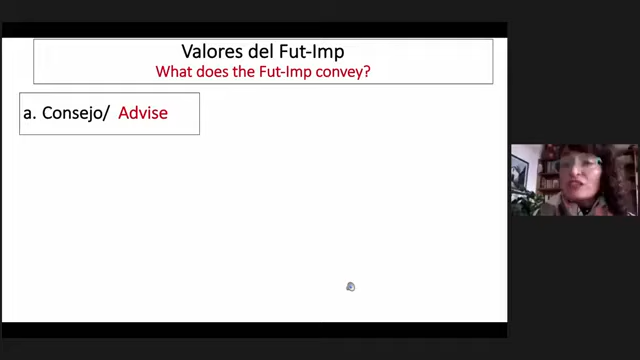 Valores del Fut-Imp
What does the Fut-Imp convey?
a. Consejo/ Advise